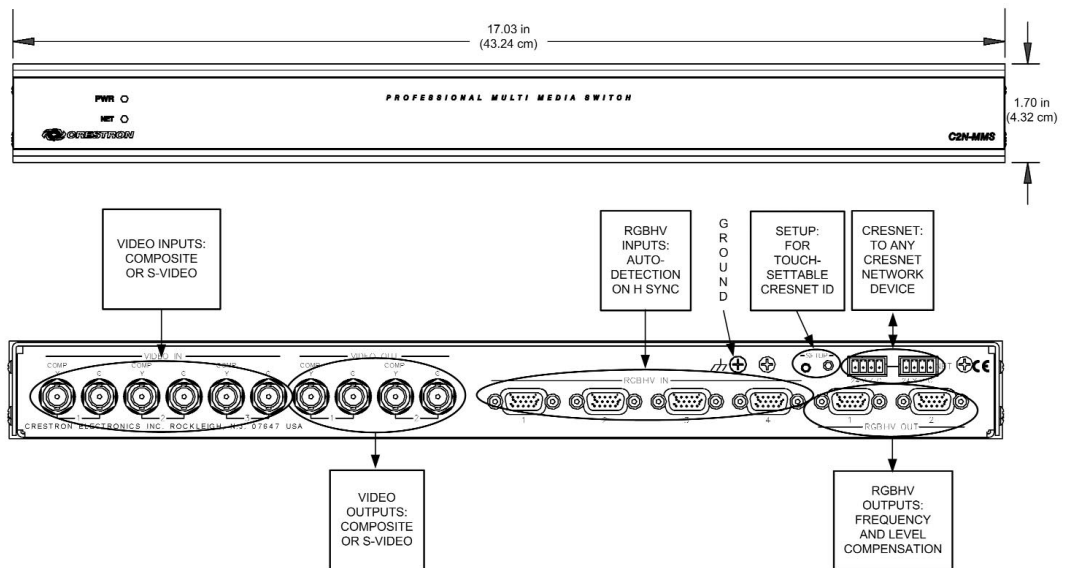 17.03 in
(43.24 cm)
PWR
PROFESSIONAL MULTI MEDIA SWITCH
NET
CRESTRON
C2N-MMS
1.70 in
(4.32 cm)
VIDEO INPUTS:
COMPOSITE
OR S-VIDEO
RGBHV
INPUTS:
AUTO-
DETECTION
ON H SYNC
GROUND
SETUP:
FOR
TOUCH-
SETTABLE
CRESNET ID
CRESNET:
TO ANY
CRESNET
NETWORK
DEVICE
VIDEO IN
VIDEO OUT
SETUP
COMP C COMP Y C COMP Y C
COMP C COMP Y C
RGBHV IN
1 2 3
1 2
1 2 3 4
1 2
CRESTRON ELECTRONICS INC. ROCKLEIGH, N.J. 07647 USA
RGBHV OUT
VIDEO
OUTPUTS:
COMPOSITE
OR S-VIDEO
RGBHV
OUTPUTS:
FREQUENCY
AND LEVEL
COMPENSATION